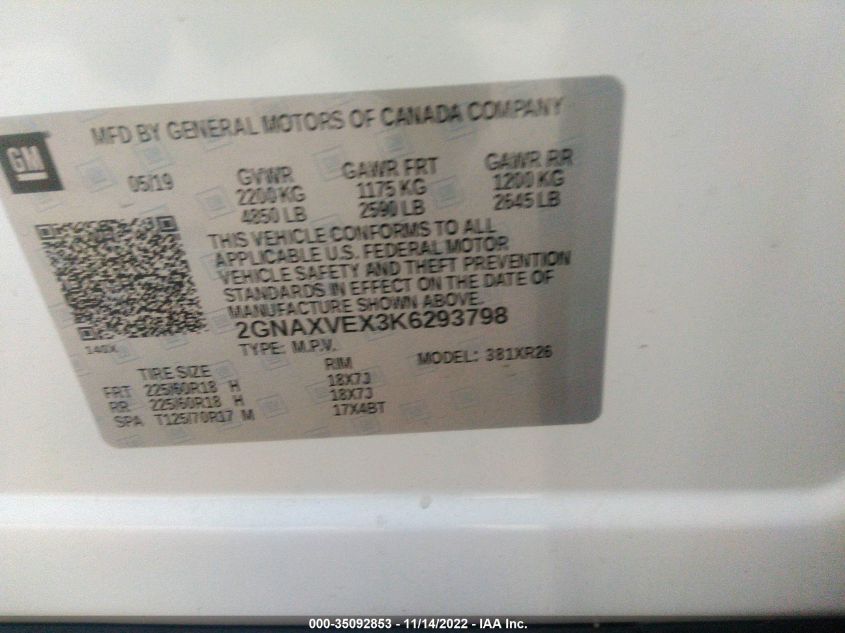 MFD BY GENERAL MOTORS OF CANADA COMPANY
GM
05/19 GVWR GAWR FRT GAWR RR
2200 KG 1175 KG 1200 KG
4850 LB 2590 LB 2645 LB
THIS VEHICLE CONFORMS TO ALL
APPLICABLE U.S. FEDERAL MOTOR
VEHICLE SAFETY AND THEFT PREVENTION
STANDARDS IN EFFECT ON THE DATE OF
MANUFACTURE SHOWN ABOVE.
2GNAXVEX3K6293798
140X TYPE: M.P.V. MODEL: 381XR26
TIRE SIZE RIM
FRT 225/60R18 H 18X7J
RR 225/60R18 H 18X7J
SPA T125/70R17 M 17X4BT
000-35092853 - 11/14/2022 - IAA Inc.